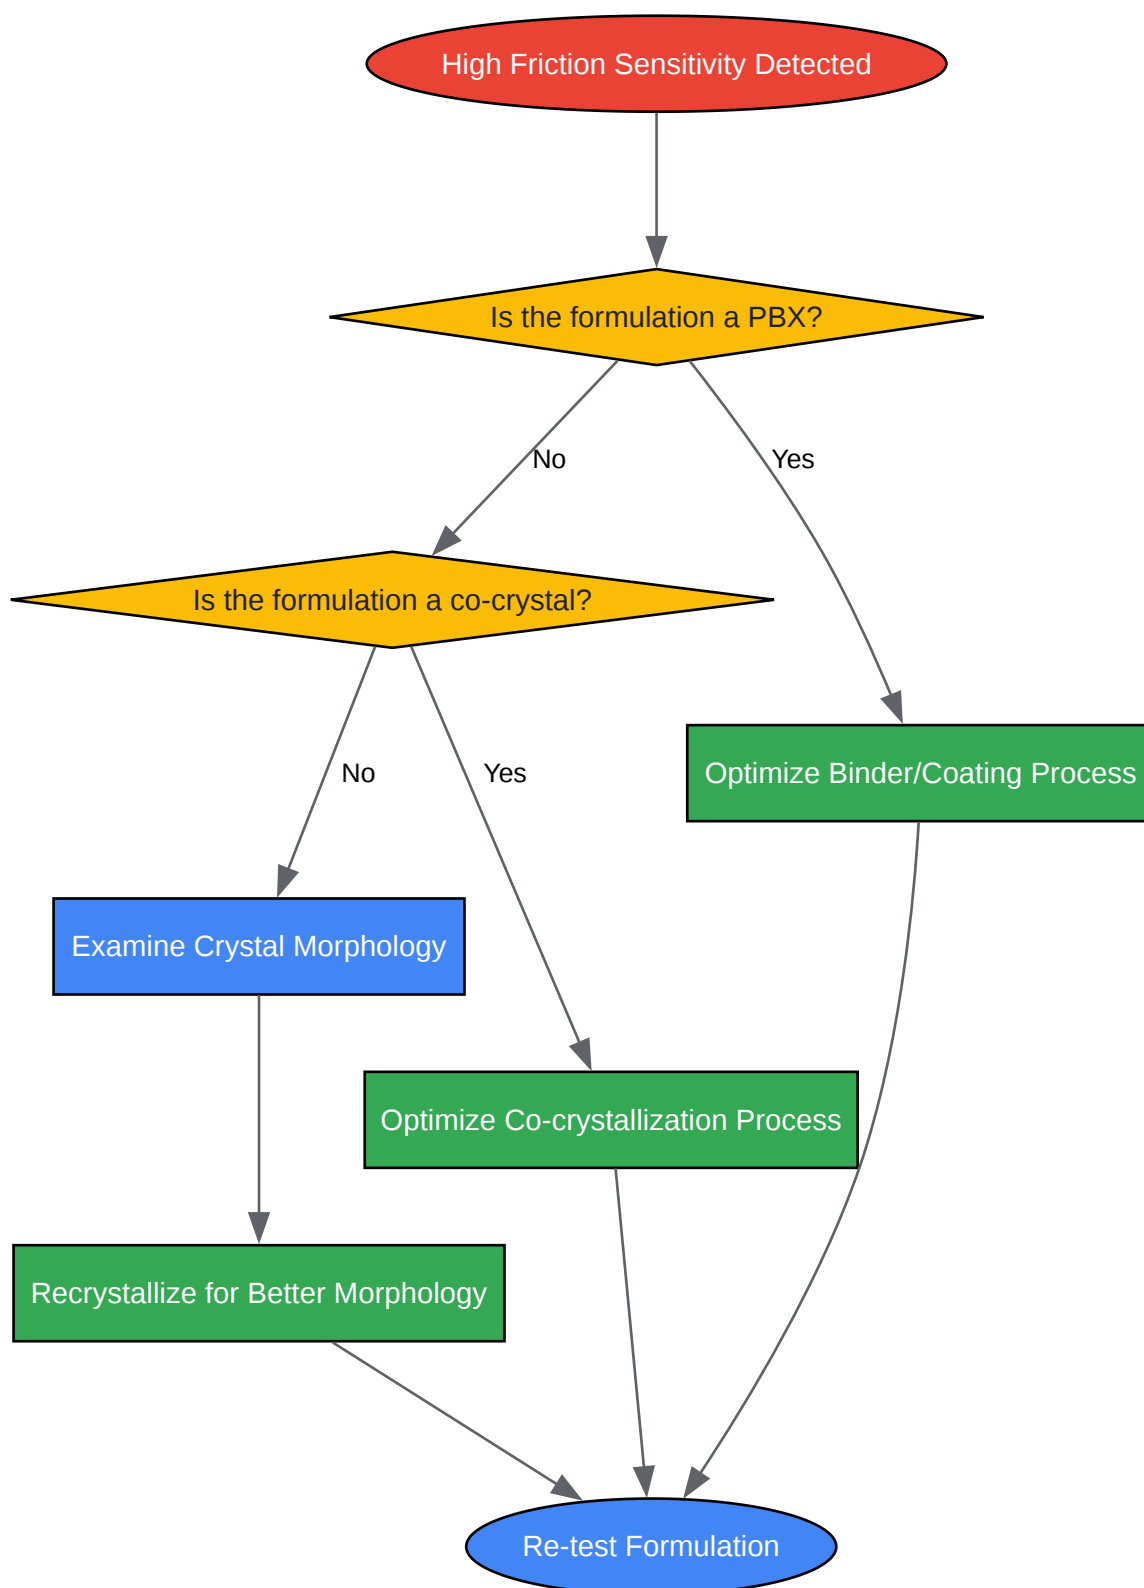 High Friction Sensitivity Detected
Is the formulation a PBX?
No
Yes
Is the formulation a co-crystal?
No
Yes
Optimize Binder/Coating Process
Examine Crystal Morphology
Optimize Co-crystallization Process
Recrystallize for Better Morphology
Re-test Formulation